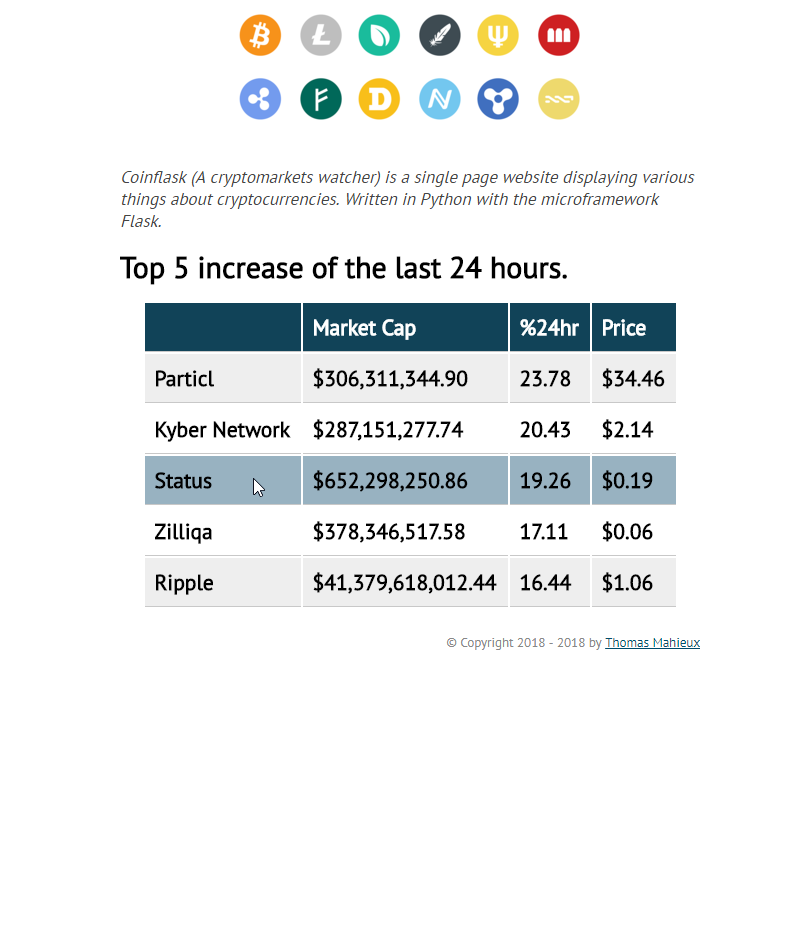 Coinflask (A cryptomarkets watcher) is a single page website displaying various
things about cryptocurrencies. Written in Python with the microframework
Flask.
Top 5 increase of the last 24 hours.
Market Cap %24hr Price
Particl $306,311,344.90 23.78 $34.46
Kyber Network $287,151,277.74 20.43 $2.14
Status $652,298,250.86 19.26 $0.19
Zilliqa $378,346,517.58 17.11 $0.06
Ripple $41,379,618,012.44 16.44 $1.06
© Copyright 2018 - 2018 by Thomas Mahieux